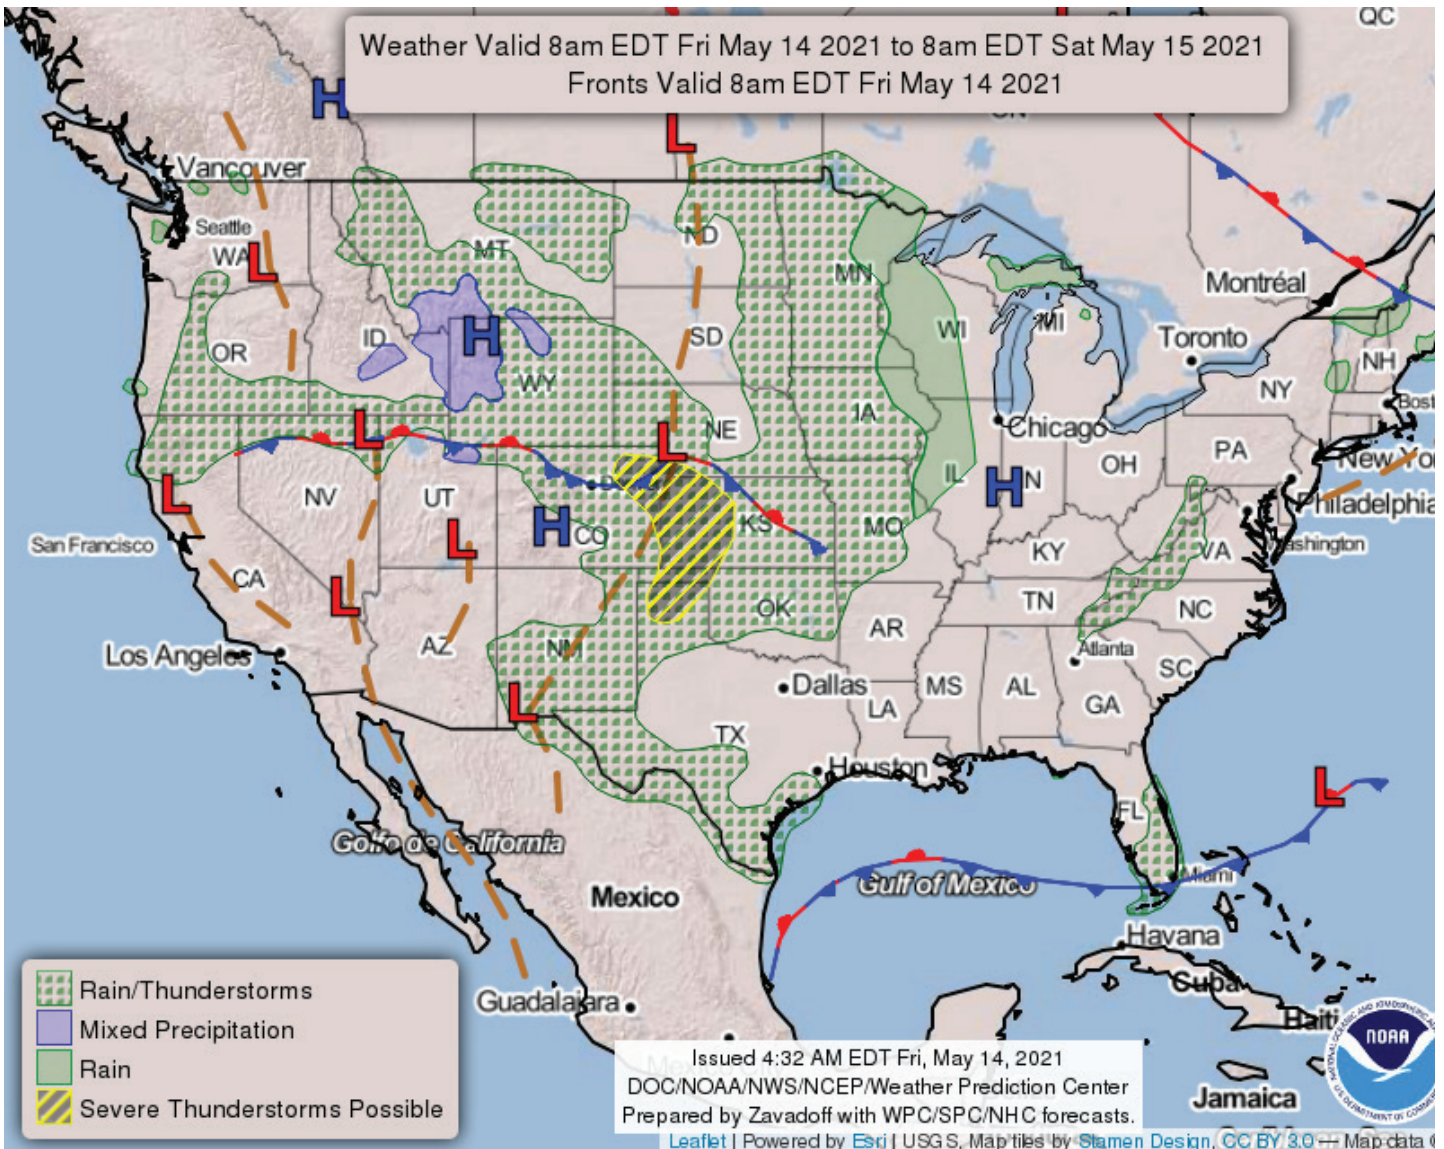 QC
Weather Valid 8am EDT Fri May 14 2021 to 8am EDT Sat May 15 2021
Fronts Valid 8am EDT Fri May 14 2021
H
L
Vancouver
Seattle
WA
L
MT
ND
MN
Montréal
OR
ID
H
WY
SD
WI
MI
Toronto
NH
NY
IA
NE
L
L
Chicago
PA
OH
New Yor
NV
UT
L
H
CO
KS
MO
IL
H
N
Philadelphia
San Francisco
CA
L
L
KY
VA
ashington
TN
NC
OK
AR
Los Angeles
AZ
NM
Atlanta
SC
L
Dallas
MS
AL
GA
LA
TX
Houston
FL
L
Golfo de California
Gulf of Mexico
Miami
Mexico
Havana
Cuba
Haiti
Guadalajara
Rain/Thunderstorms
Mixed Precipitation
Rain
Severe Thunderstorms Possible
NOAA
Jamaica
Issued 4:32 AM EDT Fri, May 14, 2021
DOC/NOAA/NWS/NCEP/Weather Prediction Center
Prepared by Zavadoff with WPC/SPC/NHC forecasts.
Leaflet | Powered by Esri | USGS, Map tiles by Stamen Design, CC BY 3.0 — Map data ©